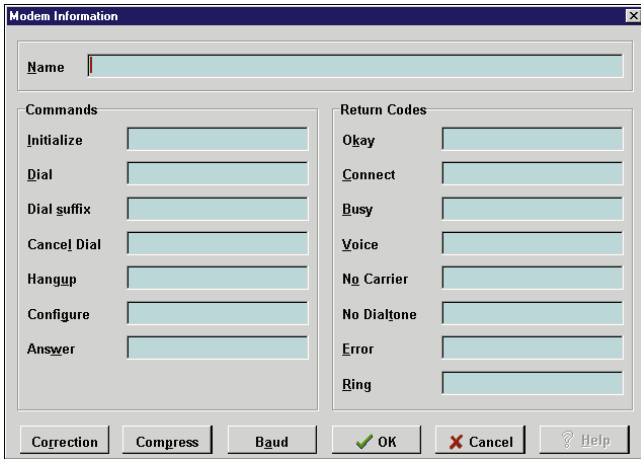 Modem Information
Name
Commands
Initialize
Dial
Dial suffix
Cancel Dial
Hangup
Configure
Answer
Return Codes
Okay
Connect
Busy
Voice
No Carrier
No Dialtone
Error
Ring
Correction Compress Baud OK Cancel Help